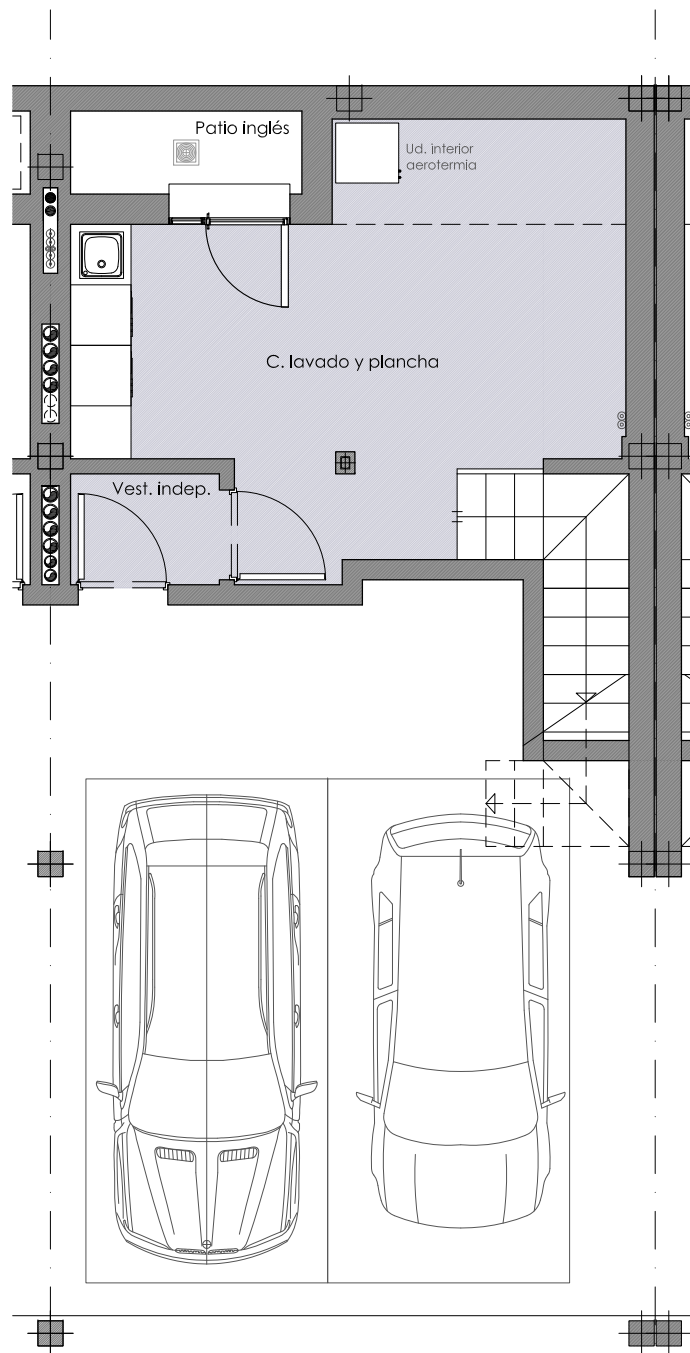 Patio inglés
Ud. interior
aerotermia
C. lavado y plancha
Vest. indep.